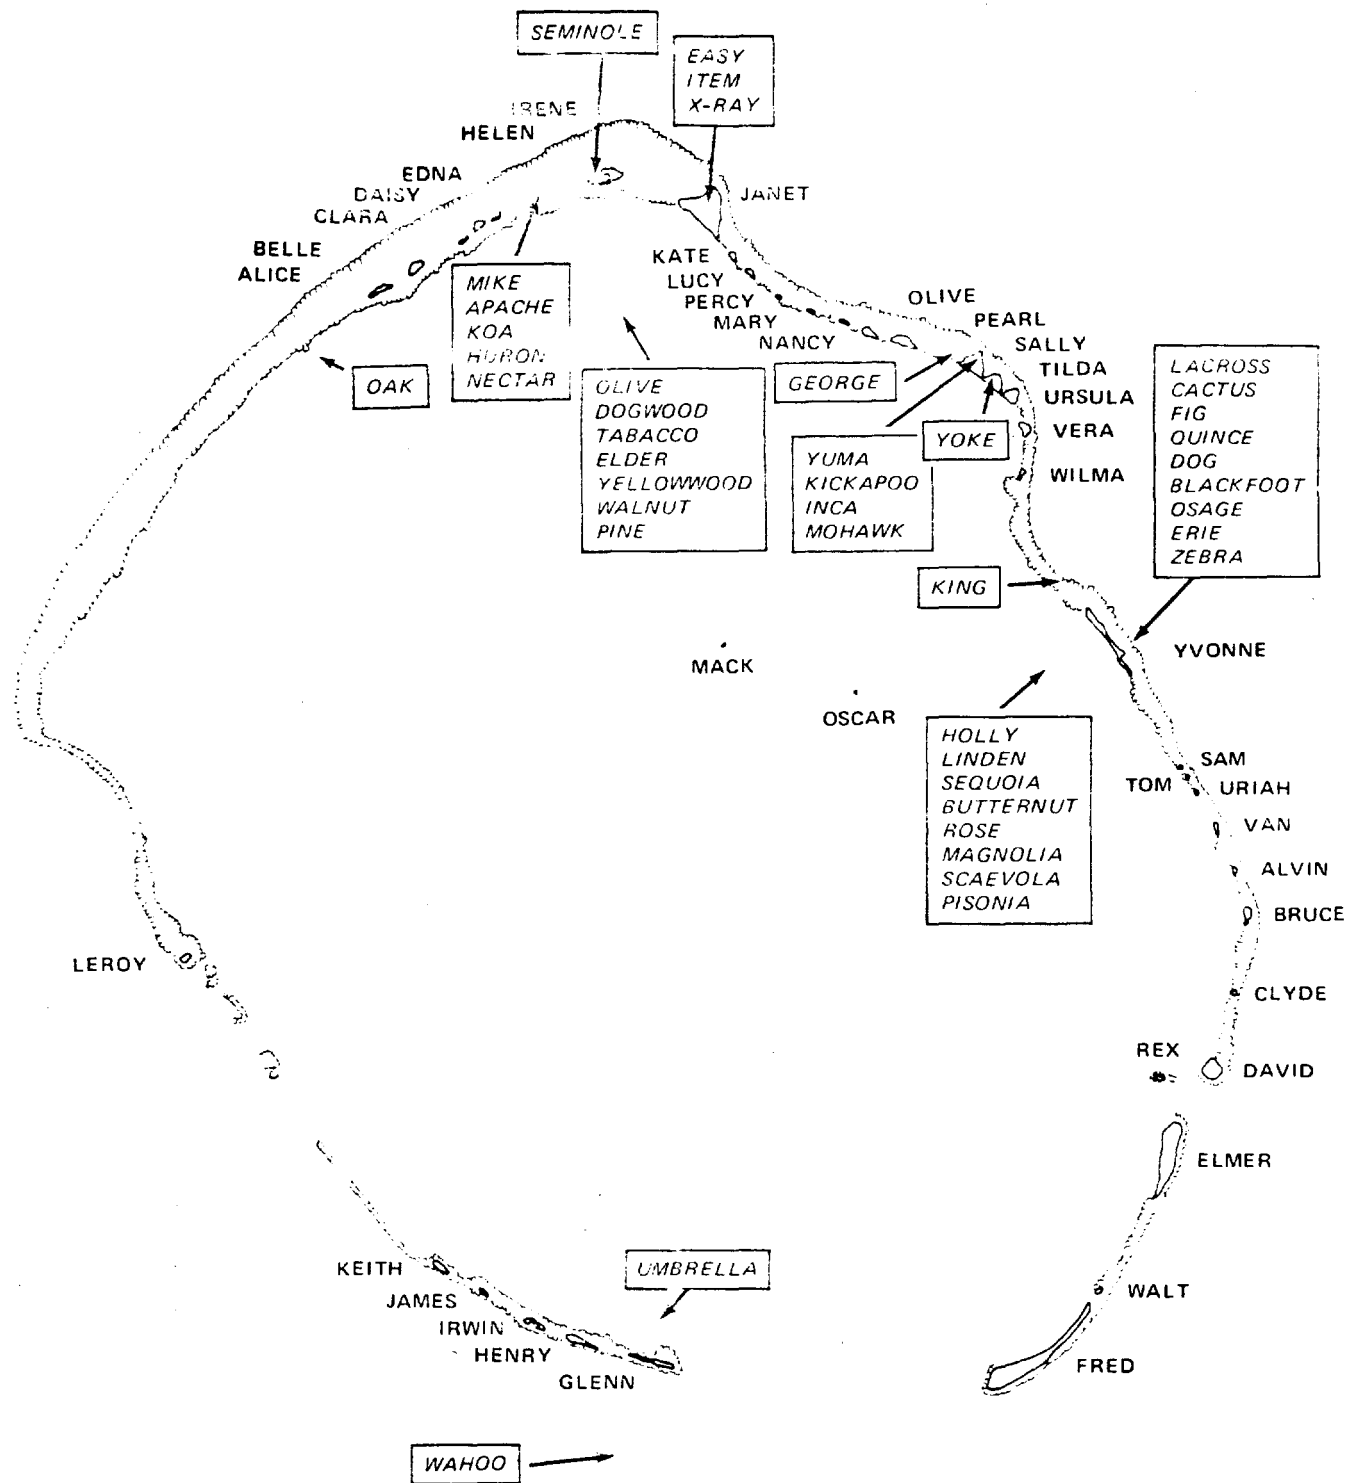 SEMINOLE
EASY
ITEM
X-RAY
IRENE
HELEN
EDNA
DAISY
CLARA
BELLE
ALICE
JANET
KATE
LUCY
PERCY
MARY
NANCY
OLIVE
PEARL
SALLY
TILDA
URSULA
VERA
WILMA
MIKE
APACHE
KOA
HURON
NECTAR
OAK
OLIVE
DOGWOOD
TABACCO
ELDER
YELLOWWOOD
WALNUT
PINE
GEORGE
YUMA
KICKAPOO
INCA
MOHAWK
YOKE
LACROSS
CACTUS
FIG
QUINCE
DOG
BLACKFOOT
OSAGE
ERIE
ZEBRA
KING
YVONNE
MACK
OSCAR
HOLLY
LINDEN
SEQUOIA
BUTTERNUT
ROSE
MAGNOLIA
SCAEVOLA
PISONIA
SAM
TOM
URIAH
VAN
ALVIN
BRUCE
LEROY
CLYDE
REX
DAVID
ELMER
KEITH
JAMES
IRWIN
HENRY
GLENN
UMBRELLA
WALT
FRED
WAHOO